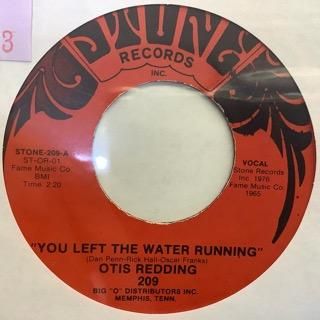 3
STONE
RECORDS
INC.
STONE-209-A
ST-OR-01
Fame Music Co.
BMI
Time: 2:20
VOCAL
Stone Records
Inc. 1976
Fame Music Co.
1965
"YOU LEFT THE WATER RUNNING"
(Dan Penn-Rick Hall-Oscar Franks)
OTIS REDDING
209
BIG "O" DISTRIBUTORS INC.
MEMPHIS, TENN.